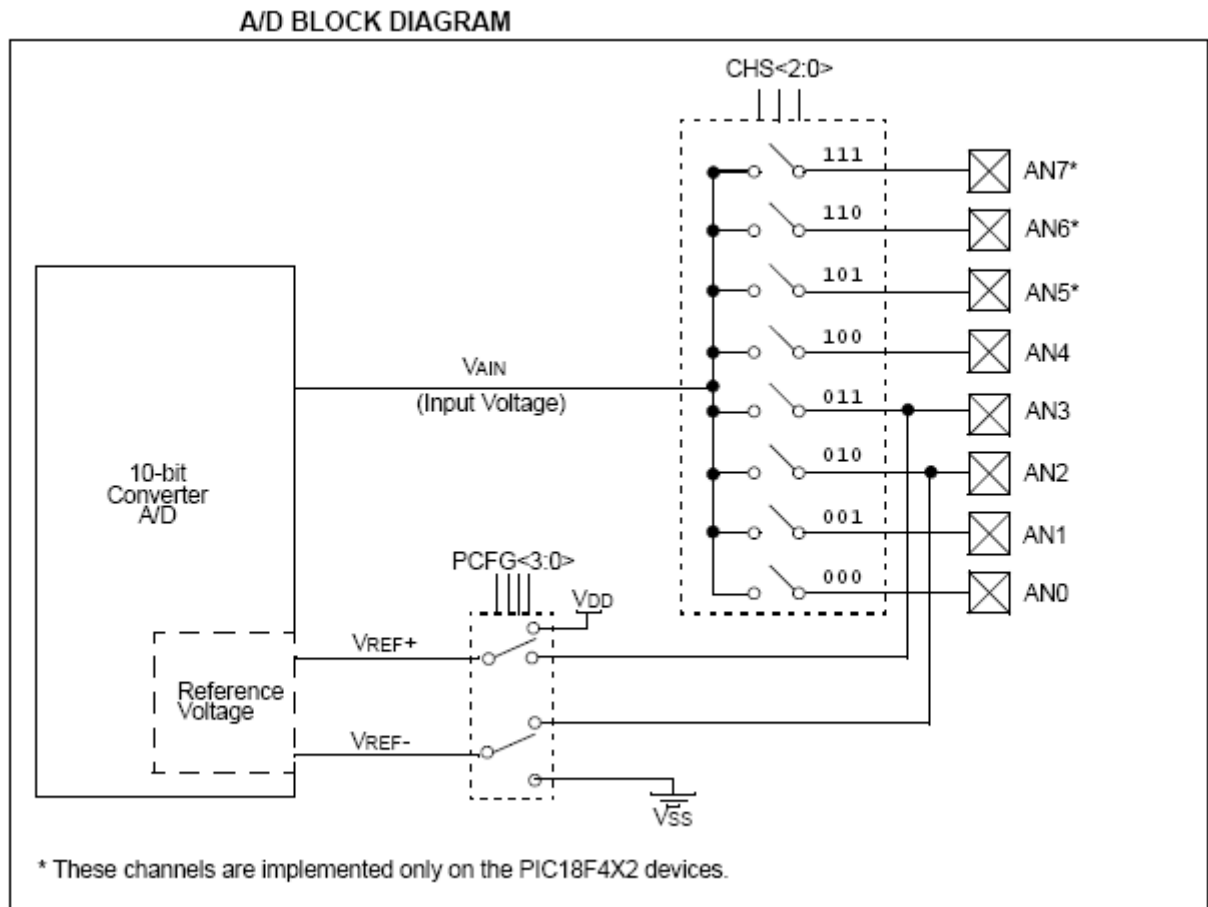 A/D BLOCK DIAGRAM
CHS<2:0>
111
AN7*
110
AN6*
101
AN5*
100
AN4
VAIN
(Input Voltage)
011
AN3
010
AN2
10-bit
Converter
A/D
001
AN1
PCFG<3:0>
000
AN0
VDD
VREF+
Reference
Voltage
VREF-
VSS
* These channels are implemented only on the PIC18F4X2 devices.